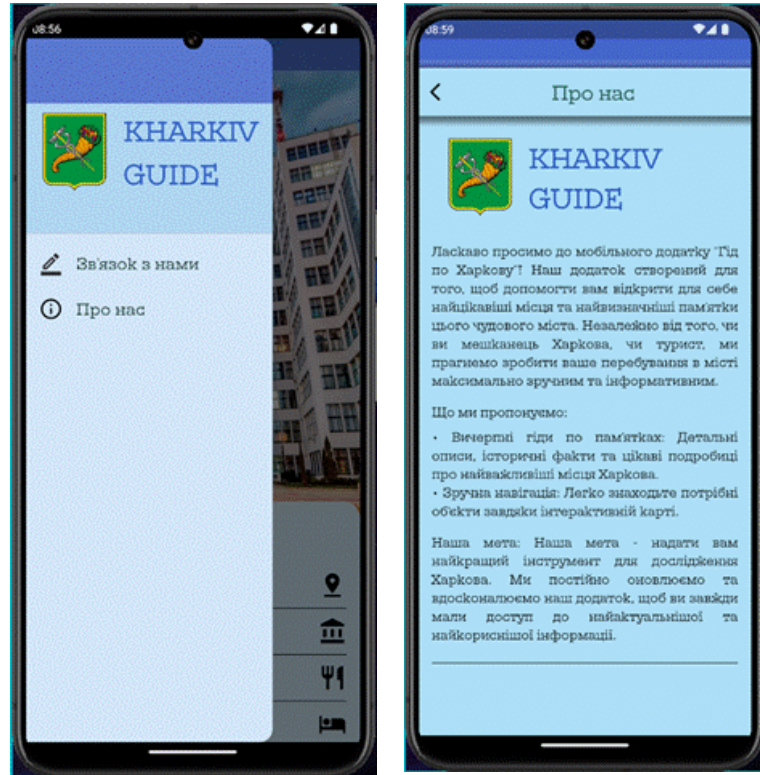 08:56
KHARKIV
GUIDE
Зв'язок з нами
Про нас
08:59
Про нас
KHARKIV
GUIDE
Ласкаво просимо до мобільного додатку "Гід
по Харкову"! Наш додаток створений для
того, щоб допомогти вам відкрити для себе
найцікавіші місця та найвизначніші пам'ятки
цього чудового міста. Незалежно від того, чи
ви мешканець Харкова, чи турист, ми
прагнемо зробити ваше перебування в місті
максимально зручним та інформативним.
Що ми пропонуємо:
• Вичерпні гіди по пам'ятках: Детальні
описи, історичні факти та цікаві подробиці
про найважливіші місця Харкова.
• Зручна навігація: Легко знаходьте потрібні
об'єкти завдяки інтерактивній карті.
Наша мета: Наша мета - надати вам
найкращий інструмент для дослідження
Харкова. Ми постійно оновлюємо та
вдосконалюємо наш додаток, щоб ви завжди
мали доступ до найактуальнішої та
найкориснішої інформації.